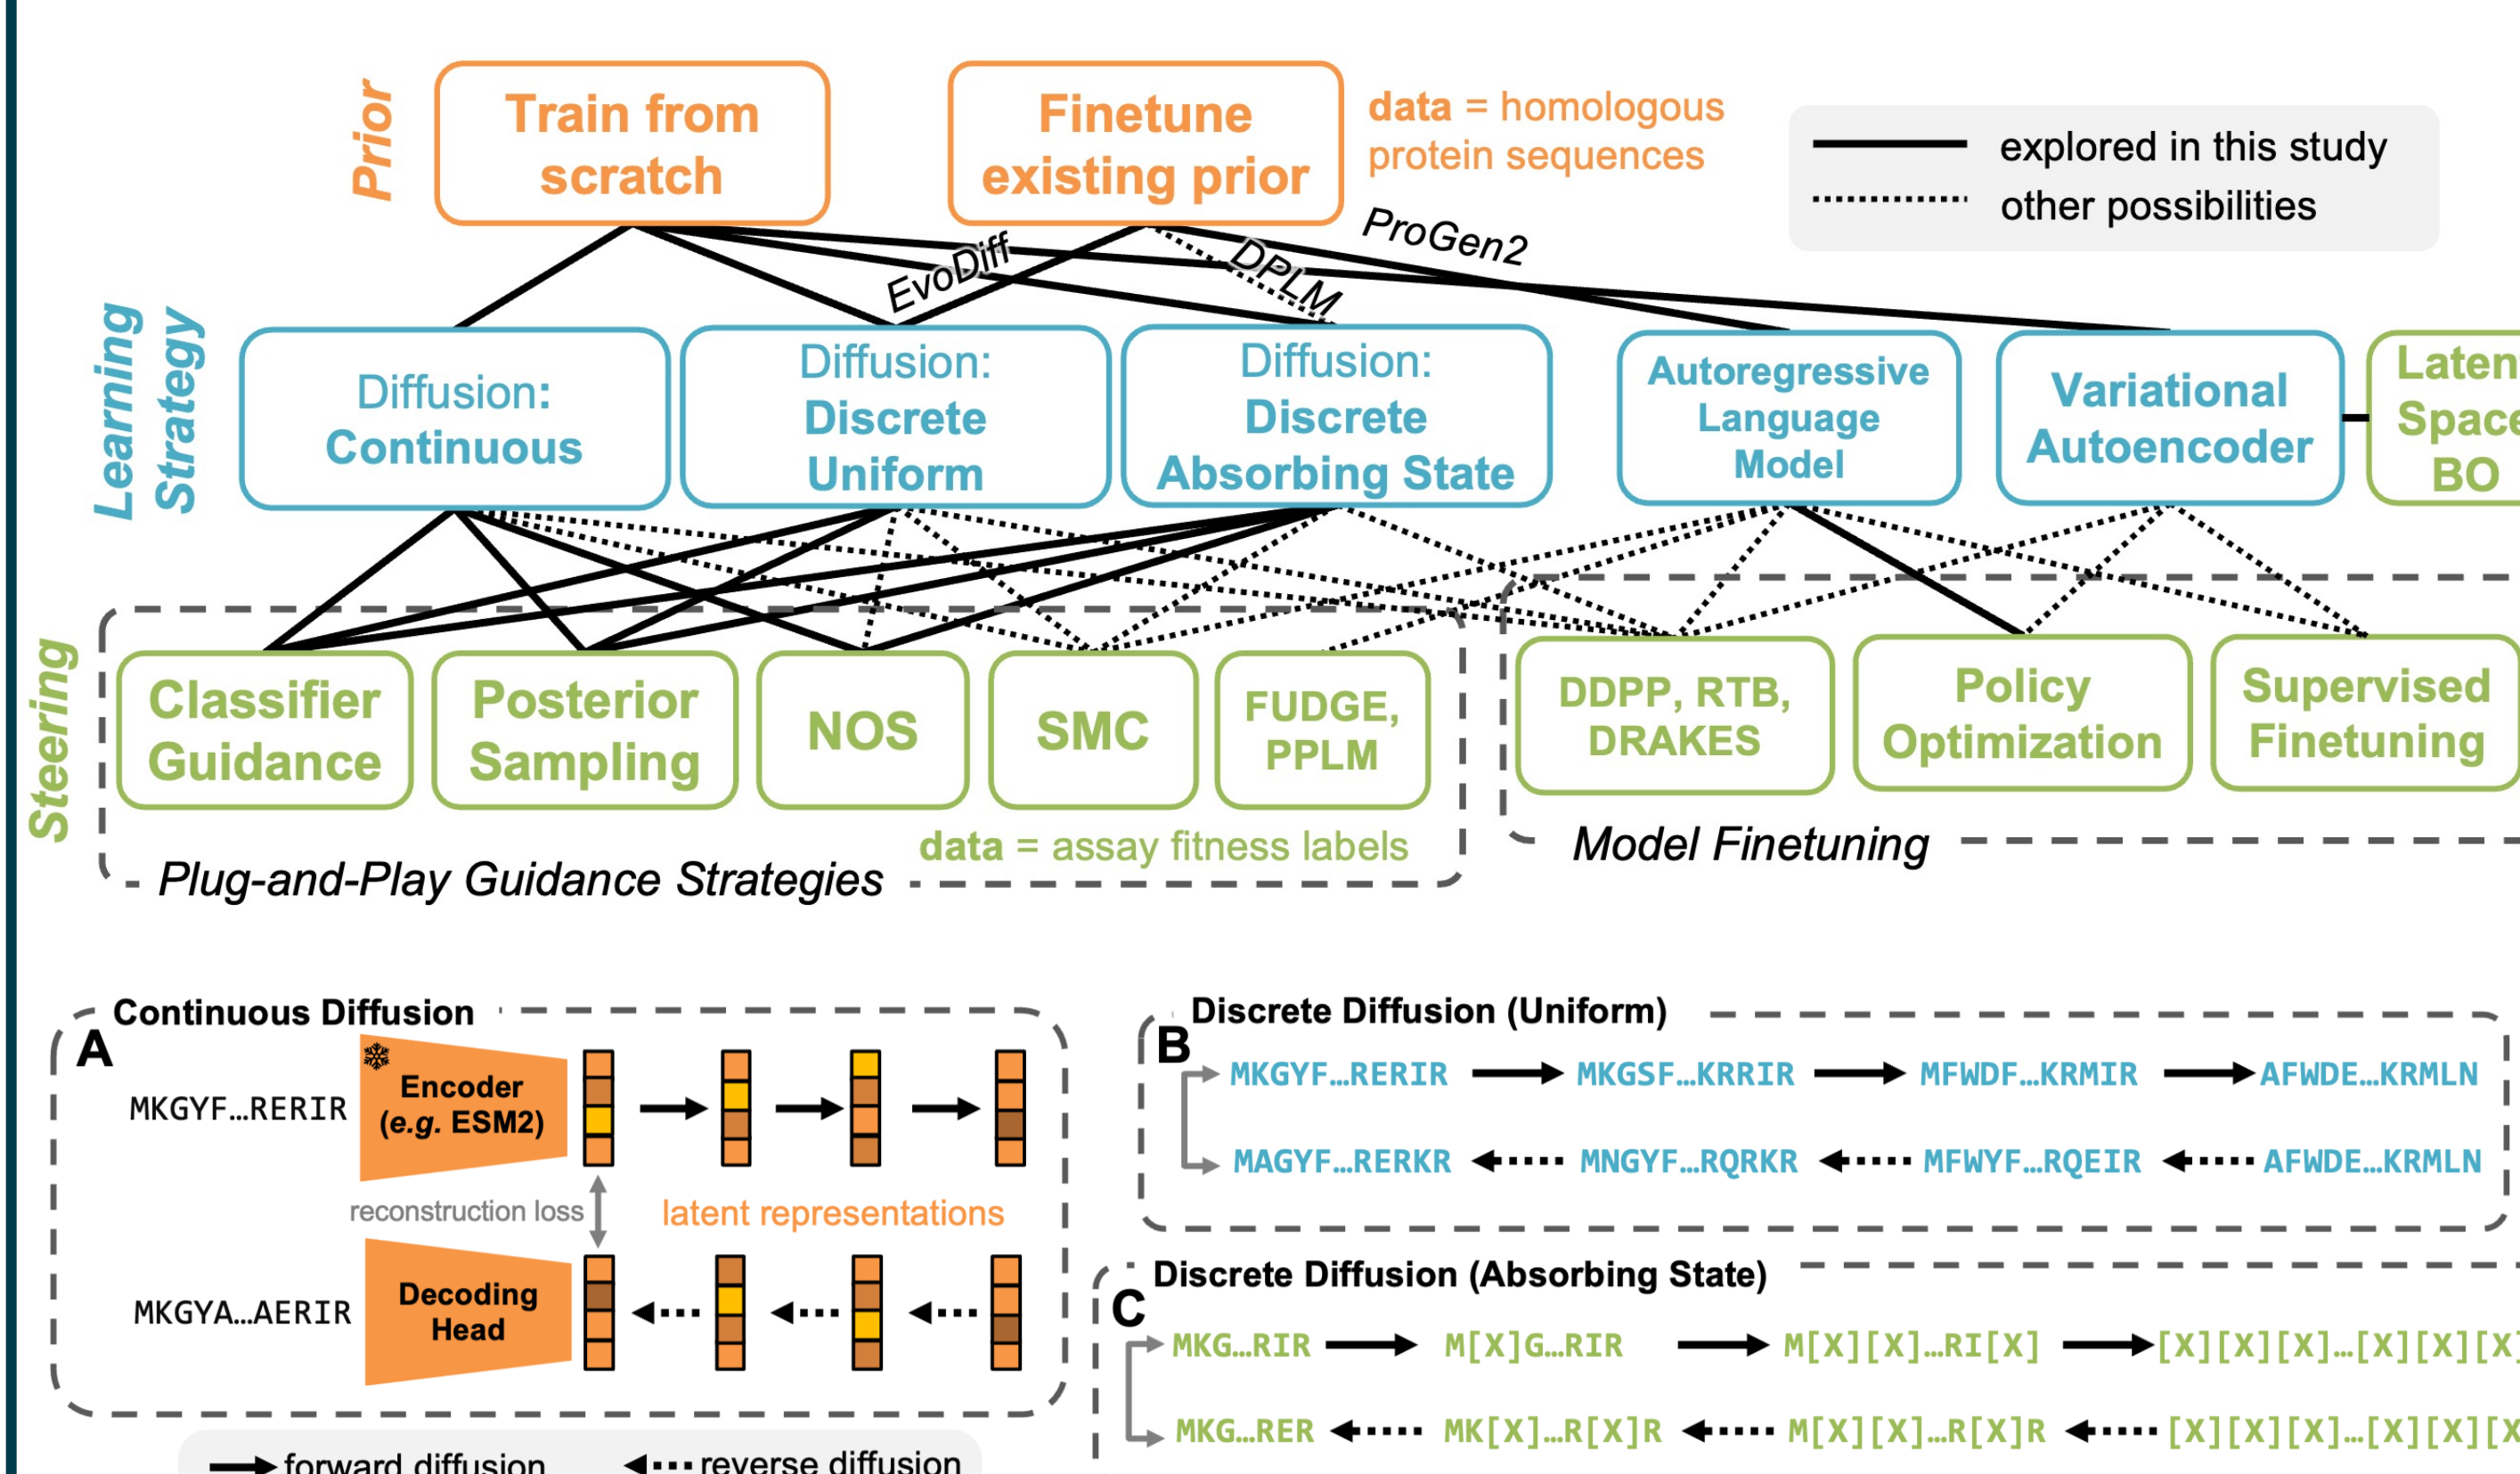 Prior
Train from
scratch
Finetune
existing prior
data = homologous
protein sequences
explored in this study
other possibilities
EvoDiff
DPLM
ProGen2
Learning
Strategy
Diffusion:
Continuous
Diffusion:
Discrete
Uniform
Diffusion:
Discrete
Absorbing State
Autoregressive
Language
Model
Variational
Autoencoder
Laten
Space
BO
Steering
Classifier
Guidance
Posterior
Sampling
NOS
SMC
FUDGE,
PPLM
DDPP, RTB,
DRAKES
Policy
Optimization
Supervised
Finetuning
data = assay fitness labels
Plug-and-Play Guidance Strategies
Model Finetuning
Continuous Diffusion
A
MKGYF...RERIR
Encoder
(e.g. ESM2)
reconstruction loss
latent representations
MKGYA...AERIR
Decoding
Head
forward diffusion
reverse diffusion
Discrete Diffusion (Uniform)
B
MKGYF...RERIR MKGSF...KRRIR MFWDF...KRMIR AFWDE...KRMLN
MAGYF...RERKR MNGYF...RQRKR MFWYF...RQEIR AFWDE...KRMLN
Discrete Diffusion (Absorbing State)
C
MKG...RIR M[X]G...RIR M[X][X]...RI[X] [X][X][X]...[X][X][X]
MKG...RER MK[X]...R[X]R M[X][X]...R[X]R [X][X][X]...[X][X][X